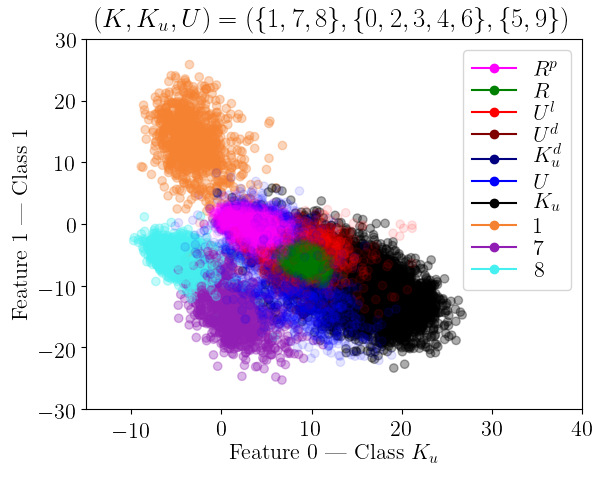 (K, K_u, U) = ({1, 7, 8}, {0, 2, 3, 4, 6}, {5, 9})
30
20
10
0
−10
−20
−30
Feature 1 — Class 1
R^p
R
U^l
U^d
K_u^d
U
K_u
1
7
8
−10 0 10 20 30 40
Feature 0 — Class K_u